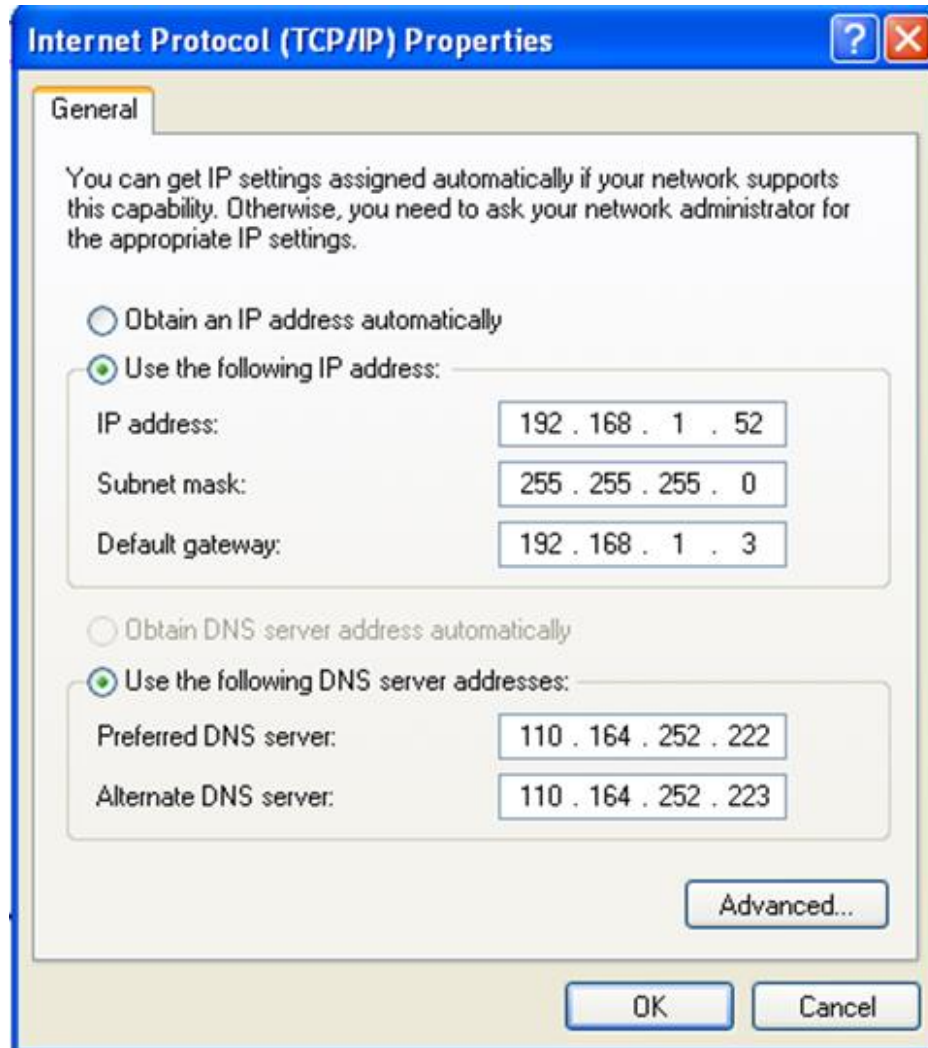 Internet Protocol (TCP/IP) Properties
?
General
You can get IP settings assigned automatically if your network supports
this capability. Otherwise, you need to ask your network administrator for
the appropriate IP settings.
Obtain an IP address automatically
Use the following IP address:
IP address: 192 . 168 . 1 . 52
Subnet mask: 255 . 255 . 255 . 0
Default gateway: 192 . 168 . 1 . 3
Obtain DNS server address automatically
Use the following DNS server addresses:
Preferred DNS server: 110 . 164 . 252 . 222
Alternate DNS server: 110 . 164 . 252 . 223
Advanced...
OK Cancel